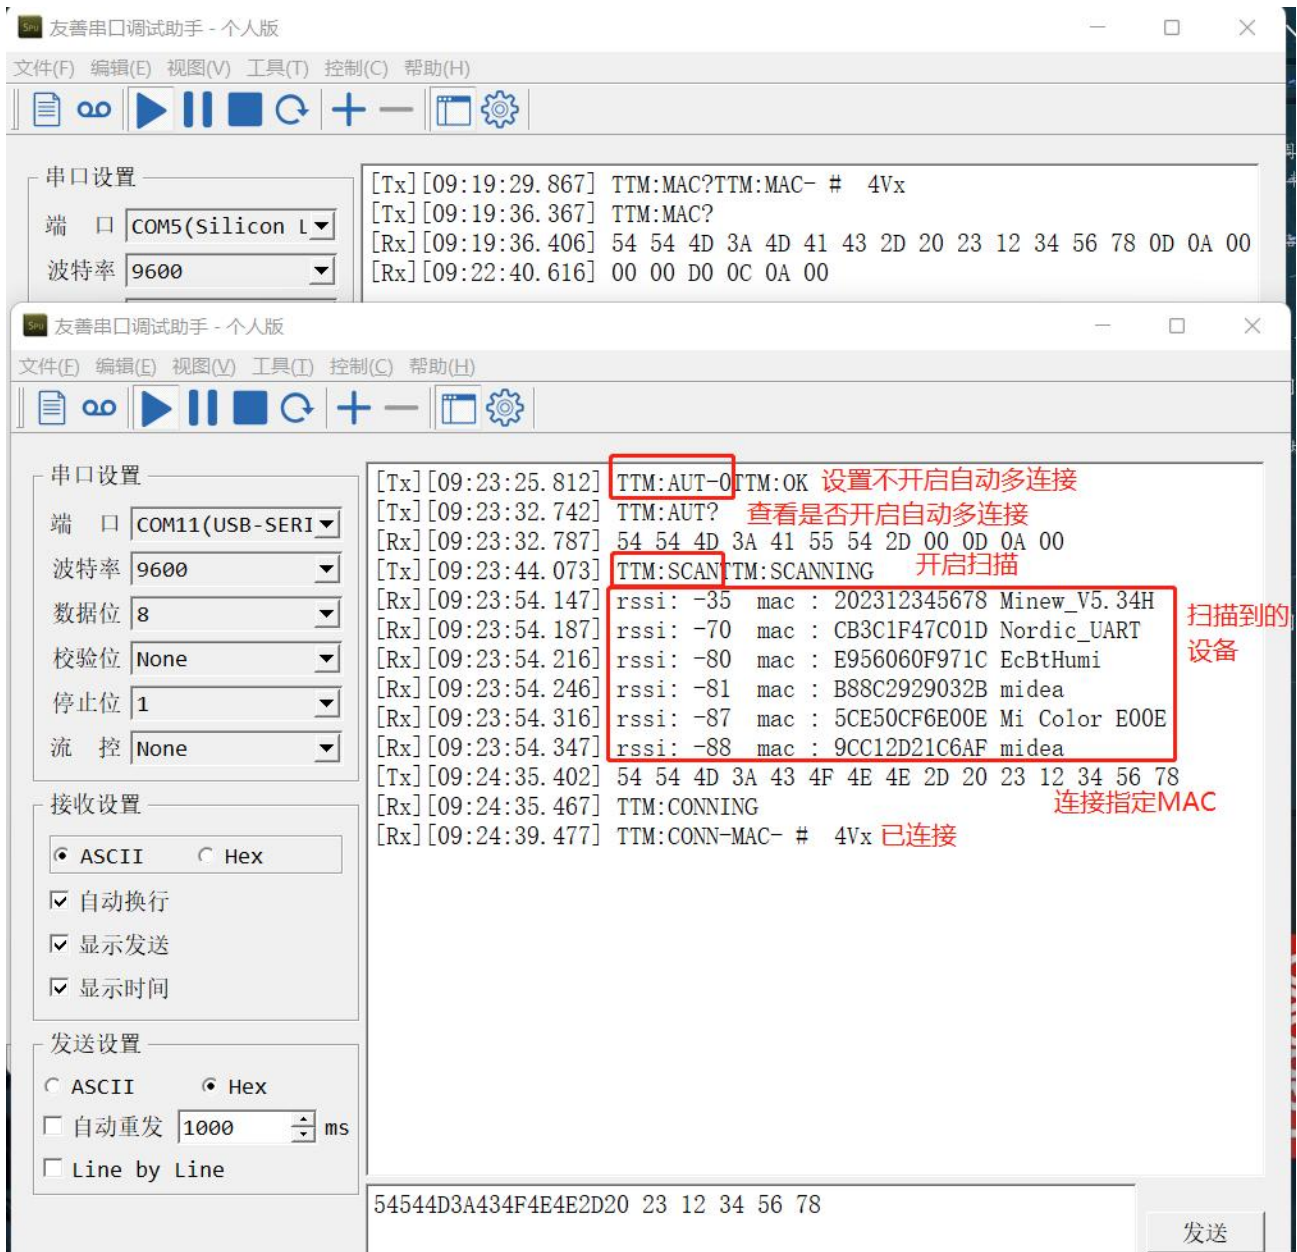 Spu 友善串口调试助手 - 个人版
文件(F) 编辑(E) 视图(V) 工具(T) 控制(C) 帮助(H)
串口设置
端 口 COM5(Silicon L
波特率 9600
[Tx][09:19:29.867] TTM:MAC?TTM:MAC- # 4Vx
[Tx][09:19:36.367] TTM:MAC?
[Rx][09:19:36.406] 54 54 4D 3A 4D 41 43 2D 20 23 12 34 56 78 0D 0A 00
[Rx][09:22:40.616] 00 00 D0 0C 0A 00
Spu 友善串口调试助手 - 个人版
文件(F) 编辑(E) 视图(V) 工具(T) 控制(C) 帮助(H)
串口设置
端 口 COM11(USB-SERI
波特率 9600
数据位 8
校验位 None
停止位 1
流 控 None
接收设置
ASCII Hex
自动换行
显示发送
显示时间
发送设置
ASCII Hex
自动重发 1000 ms
Line by Line
[Tx][09:23:25.812] TTM:AUT-0TTM:OK 设置不开启自动多连接
[Tx][09:23:32.742] TTM:AUT? 查看是否开启自动多连接
[Rx][09:23:32.787] 54 54 4D 3A 41 55 54 2D 00 0D 0A 00
[Tx][09:23:44.073] TTM:SCANTTM:SCANNING 开启扫描
[Rx][09:23:54.147] rssi: -35 mac : 202312345678 Minew_V5.34H
[Rx][09:23:54.187] rssi: -70 mac : CB3C1F47C01D Nordic_UART
[Rx][09:23:54.216] rssi: -80 mac : E956060F971C EcBtHumi
[Rx][09:23:54.246] rssi: -81 mac : B88C2929032B midea
[Rx][09:23:54.316] rssi: -87 mac : 5CE50CF6E00E Mi Color E00E
[Rx][09:23:54.347] rssi: -88 mac : 9CC12D21C6AF midea
扫描到的
设备
[Tx][09:24:35.402] 54 54 4D 3A 43 4F 4E 4E 2D 20 23 12 34 56 78
连接指定MAC
[Rx][09:24:35.467] TTM:CONNING
[Rx][09:24:39.477] TTM:CONN-MAC- # 4Vx 已连接
54544D3A434F4E4E2D20 23 12 34 56 78
发送